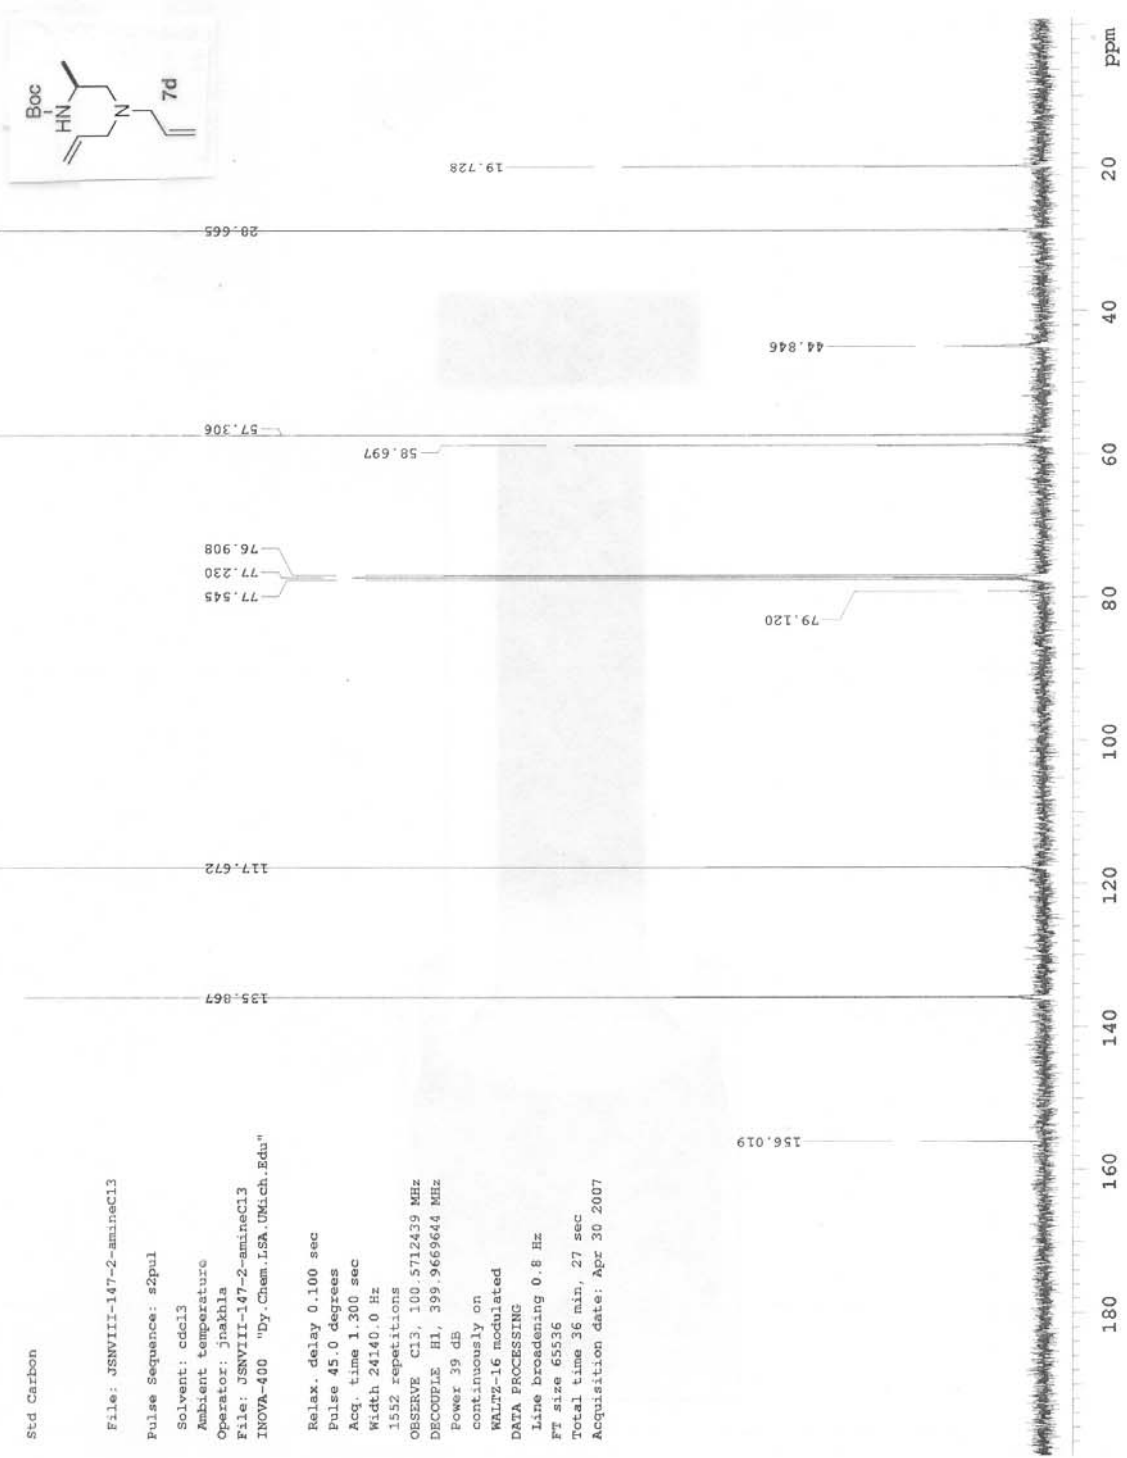 Std Carbon
File: JSNVIII-147-2-amineC13
Pulse Sequence: s2pul
Solvent: cdcl3
Ambient temperature
Operator: jnakhla
File: JSNVIII-147-2-amineC13
INOVA-400 "Dy.Chem.LSA.UMich.Edu"
Relax. delay 0.100 sec
Pulse 45.0 degrees
Acq. time 1.300 sec
Width 24140.0 Hz
1552 repetitions
OBSERVE C13, 100.5712439 MHz
DECOUPLE H1, 399.9669644 MHz
Power 39 dB
continuously on
WALTZ-16 modulated
DATA PROCESSING
Line broadening 0.8 Hz
FT size 65536
Total time 36 min, 27 sec
Acquisition date: Apr 30 2007
Boc
HN
N
7d
156.019
135.867
117.672
79.120
77.545
77.230
76.908
58.697
57.306
44.846
28.665
19.728
180 160 140 120 100 80 60 40 20 ppm